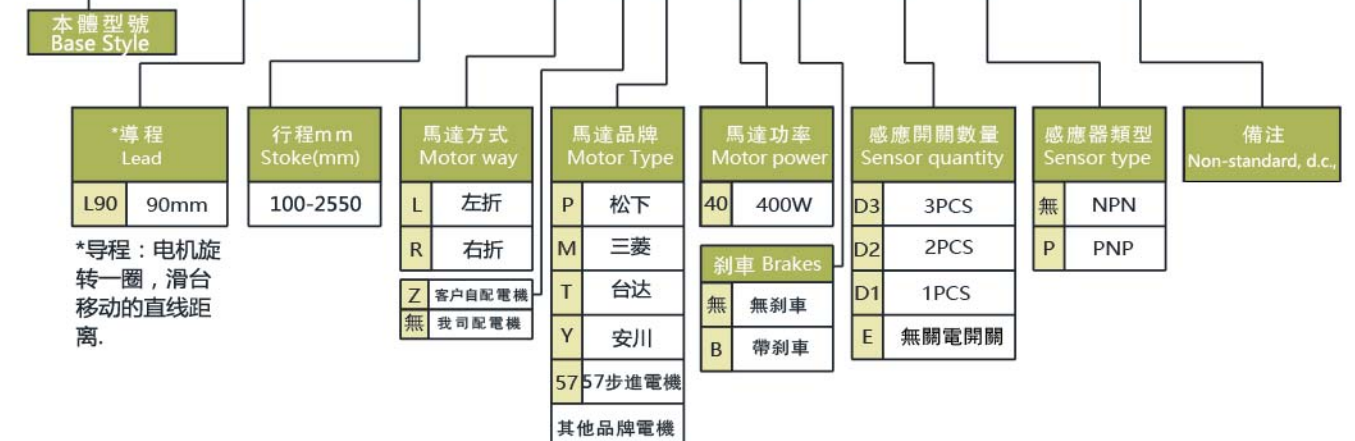 本體型號
Base Style
*導程
Lead
L90 90mm
*导程：电机旋
转一圈，滑台
移动的直线距
离.
行程mm
Stoke(mm)
100-2550
馬達方式
Motor way
L 左折
R 右折
Z 客户自配電機
無 我司配電機
馬達品牌
Motor Type
P 松下
M 三菱
T 台达
Y 安川
57 57步進電機
其他品牌電機
馬達功率
Motor power
40 400W
刹車 Brakes
無 無刹車
B 帶刹車
感應開關數量
Sensor quantity
D3 3PCS
D2 2PCS
D1 1PCS
E 無關電開關
感應器類型
Sensor type
無 NPN
P PNP
備注
Non-standard, d.c.,